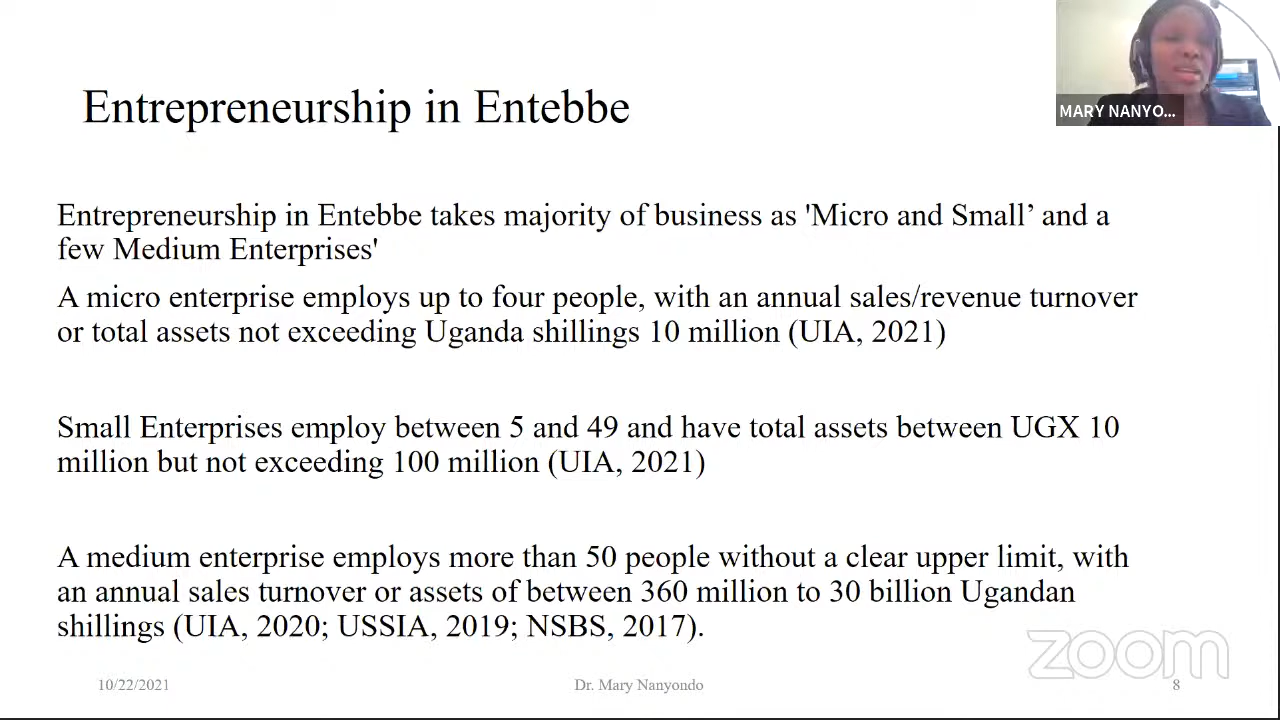 MARY NANYO...
Entrepreneurship in Entebbe
Entrepreneurship in Entebbe takes majority of business as 'Micro and Small’ and a
few Medium Enterprises'
A micro enterprise employs up to four people, with an annual sales/revenue turnover
or total assets not exceeding Uganda shillings 10 million (UIA, 2021)
Small Enterprises employ between 5 and 49 and have total assets between UGX 10
million but not exceeding 100 million (UIA, 2021)
A medium enterprise employs more than 50 people without a clear upper limit, with
an annual sales turnover or assets of between 360 million to 30 billion Ugandan
shillings (UIA, 2020; USSIA, 2019; NSBS, 2017).
zoom
10/22/2021
Dr. Mary Nanyondo
8